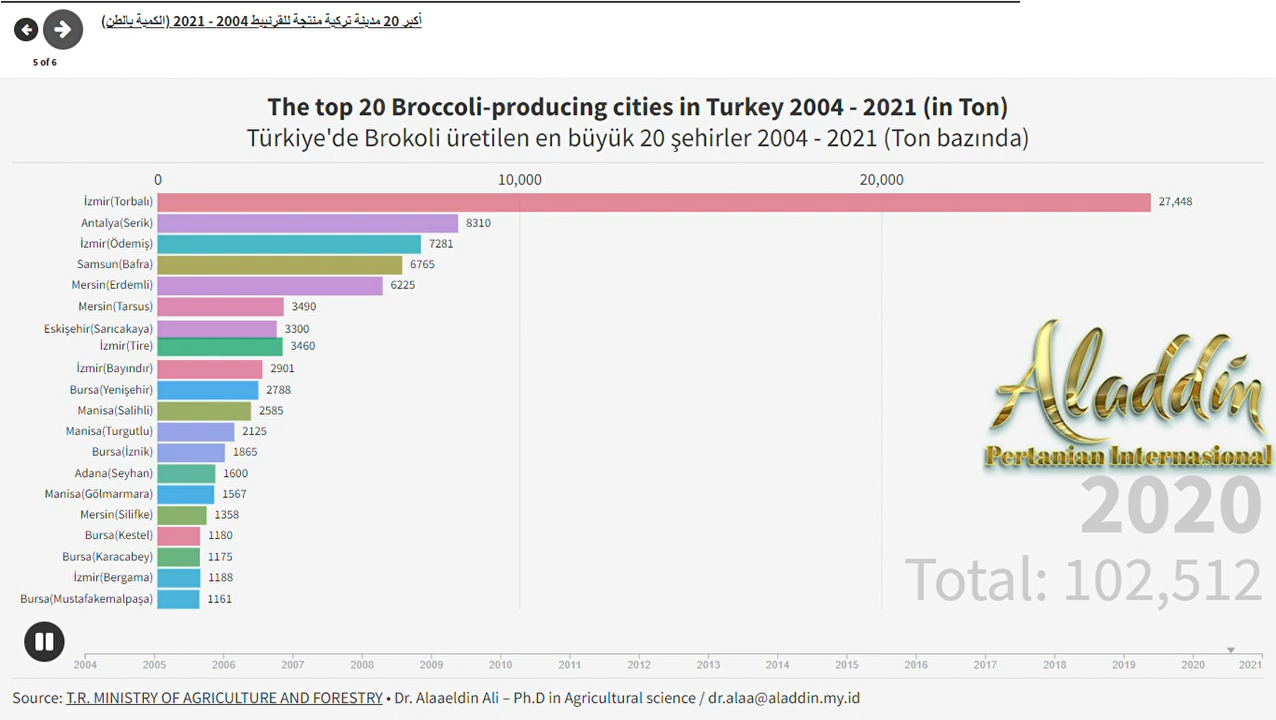 أكبر 20 مدينة تركية منتجة للقرنبيط 2004 - 2021 (الكمية بالطن)
5 of 6
The top 20 Broccoli-producing cities in Turkey 2004 - 2021 (in Ton)
Türkiye'de Brokoli üretilen en büyük 20 şehirler 2004 - 2021 (Ton bazında)
0 10,000 20,000
İzmir(Torbalı) 27,448
Antalya(Serik) 8310
İzmir(Ödemiş) 7281
Samsun(Bafra) 6765
Mersin(Erdemli) 6225
Mersin(Tarsus) 3490
Eskişehir(Sarıcakaya) 3300
İzmir(Tire) 3460
İzmir(Bayındır) 2901
Bursa(Yenişehir) 2788
Manisa(Salihli) 2585
Manisa(Turgutlu) 2125
Bursa(İznik) 1865
Adana(Seyhan) 1600
Manisa(Gölmarmara) 1567
Mersin(Silifke) 1358
Bursa(Kestel) 1180
Bursa(Karacabey) 1175
İzmir(Bergama) 1188
Bursa(Mustafakemalpaşa) 1161
Aladdin
Pertanian Internasional
2020
Total: 102,512
2004 2005 2006 2007 2008 2009 2010 2011 2012 2013 2014 2015 2016 2017 2018 2019 2020 2021
Source: T.R. MINISTRY OF AGRICULTURE AND FORESTRY • Dr. Alaaeldin Ali – Ph.D in Agricultural science / dr.alaa@aladdin.my.id